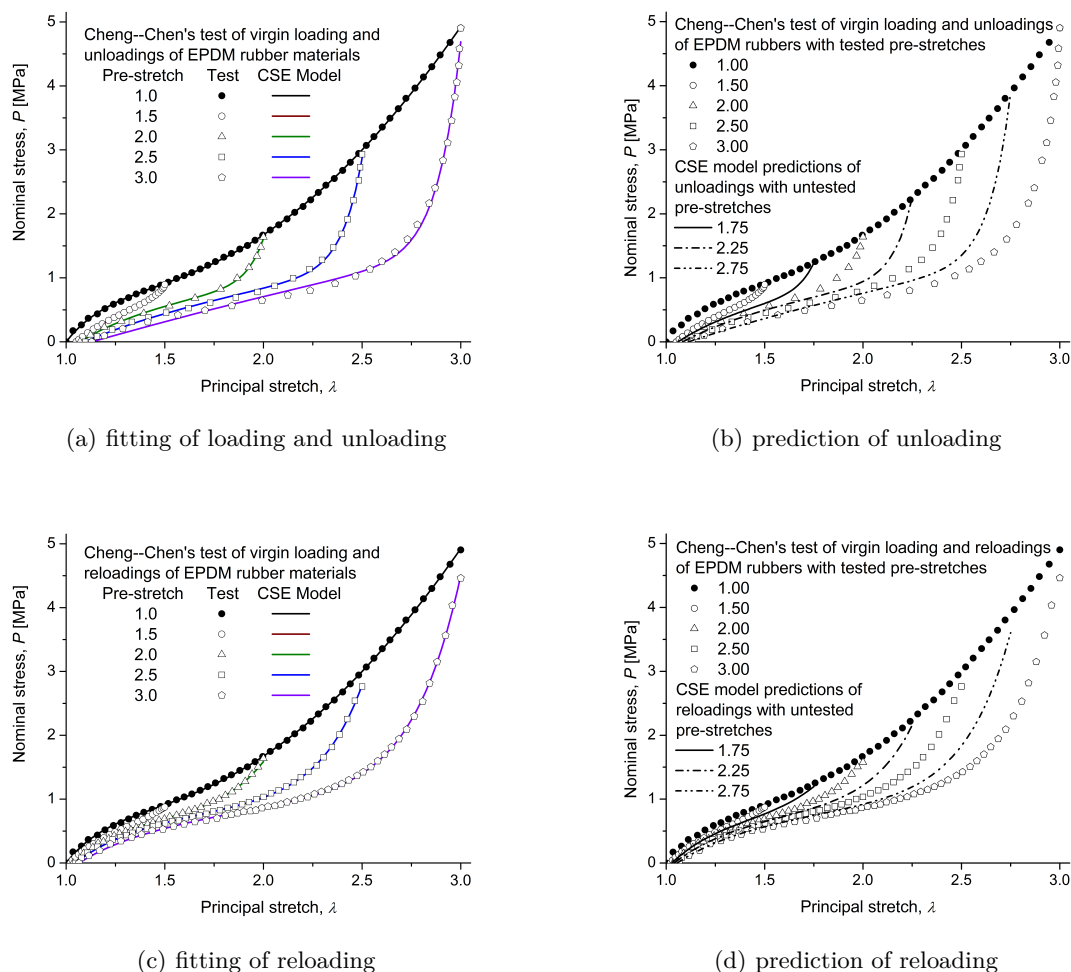 Cheng--Chen's test of virgin loading and
unloadings of EPDM rubber materials
Pre-stretch Test CSE Model
1.0
1.5
2.0
2.5
3.0
Nominal stress, P [MPa]
5
4
3
2
1
0
1.0 1.5 2.0 2.5 3.0
Principal stretch, λ
(a) fitting of loading and unloading
Cheng--Chen's test of virgin loading and unloadings
of EPDM rubbers with tested pre-stretches
1.00
1.50
2.00
2.50
3.00
CSE model predictions of
unloadings with untested
pre-stretches
1.75
2.25
2.75
Nominal stress, P [MPa]
5
4
3
2
1
0
1.0 1.5 2.0 2.5 3.0
Principal stretch, λ
(b) prediction of unloading
Cheng--Chen's test of virgin loading and
reloadings of EPDM rubber materials
Pre-stretch Test CSE Model
1.0
1.5
2.0
2.5
3.0
Nominal stress, P [MPa]
5
4
3
2
1
0
1.0 1.5 2.0 2.5 3.0
Principal stretch, λ
(c) fitting of reloading
Cheng--Chen's test of virgin loading and reloadings
of EPDM rubbers with tested pre-stretches
1.00
1.50
2.00
2.50
3.00
CSE model predictions of
reloadings with untested
pre-stretches
1.75
2.25
2.75
Nominal stress, P [MPa]
5
4
3
2
1
0
1.0 1.5 2.0 2.5 3.0
Principal stretch, λ
(d) prediction of reloading